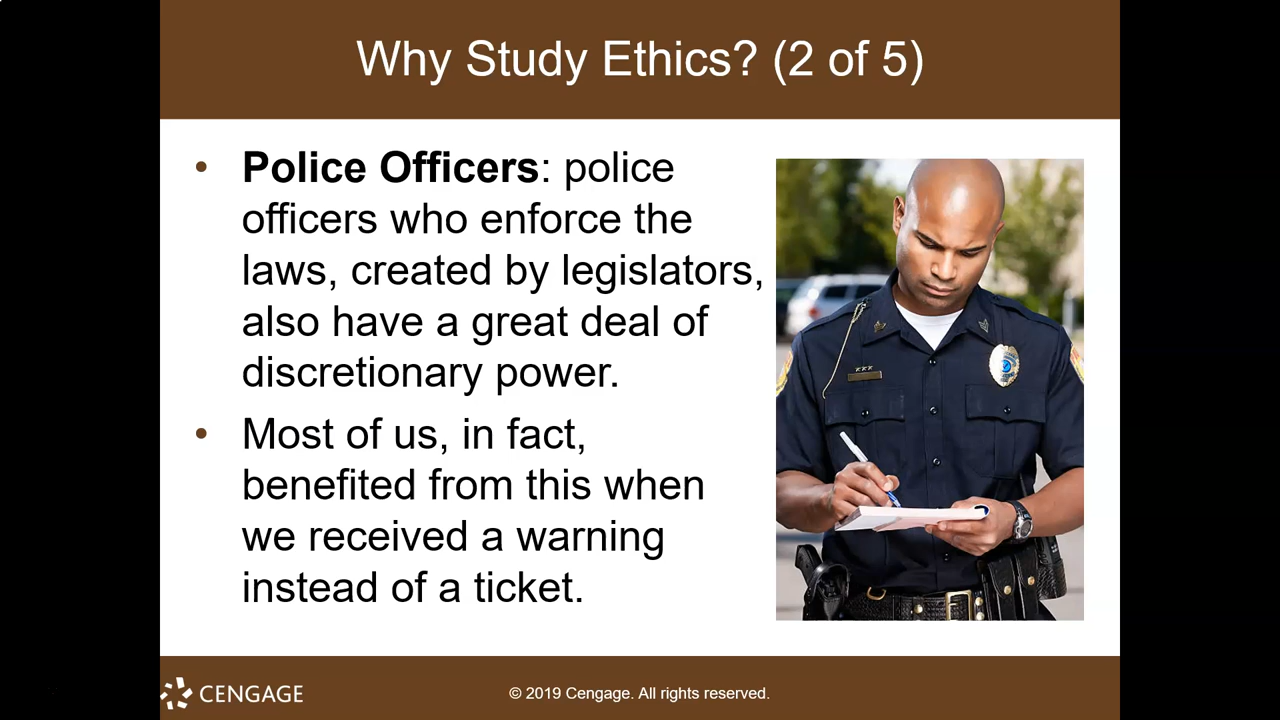 Why Study Ethics? (2 of 5)
• Police Officers: police
officers who enforce the
laws, created by legislators,
also have a great deal of
discretionary power.
• Most of us, in fact,
benefited from this when
we received a warning
instead of a ticket.
CENGAGE
© 2019 Cengage. All rights reserved.